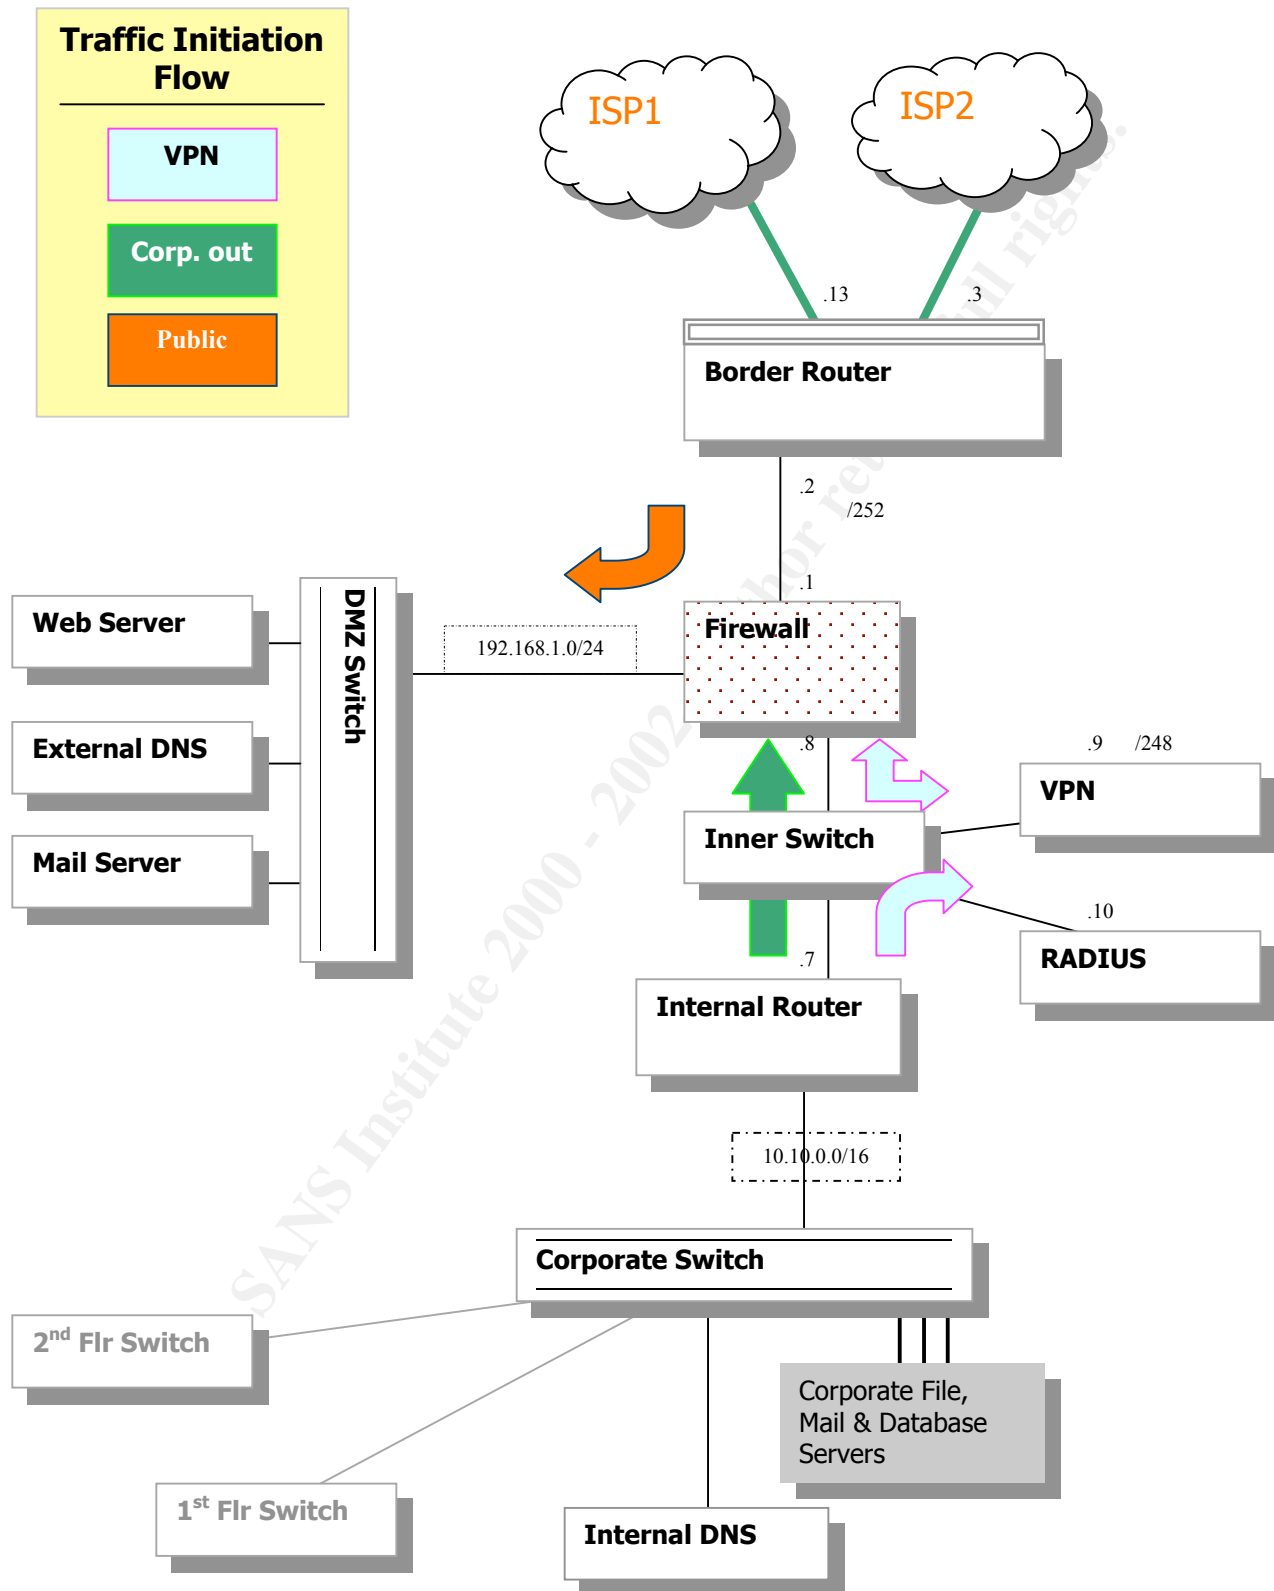 Traffic Initiation
Flow
VPN
Corp. out
Public
ISP1
ISP2
.13
.3
Border Router
.2
/252
.1
Firewall
192.168.1.0/24
DMZ Switch
Web Server
External DNS
Mail Server
.8
.9 /248
VPN
Inner Switch
.10
RADIUS
.7
Internal Router
10.10.0.0/16
Corporate Switch
2nd Flr Switch
1st Flr Switch
Corporate File,
Mail & Database
Servers
Internal DNS
SANS Institute 2000 - 2002
full rights.